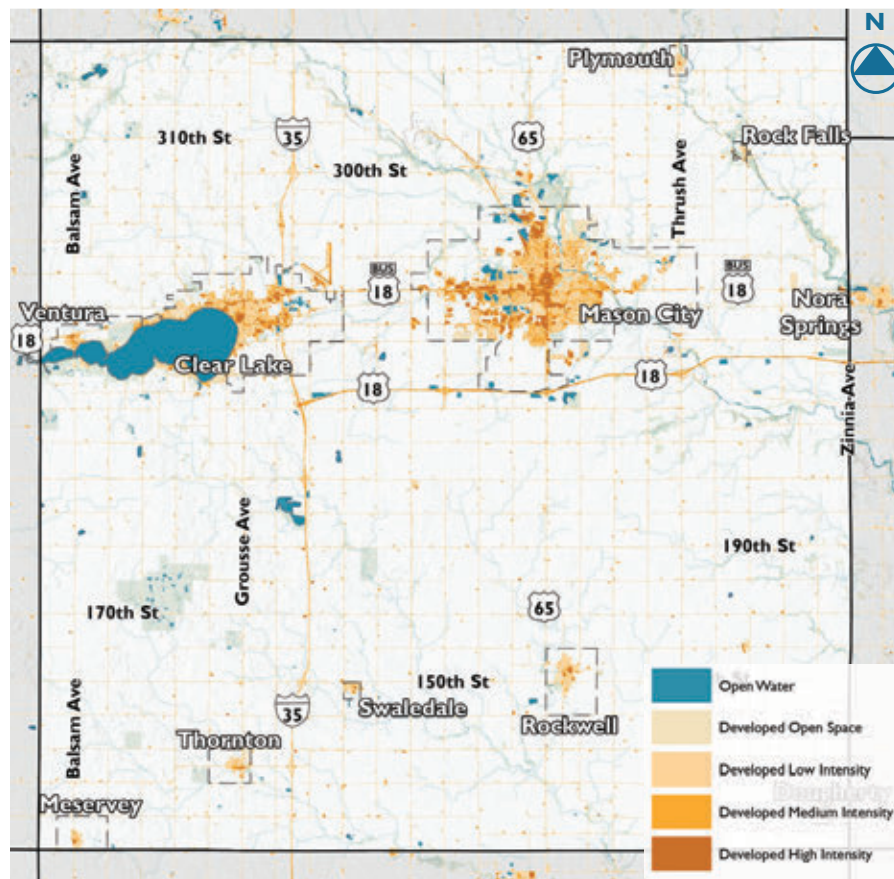 N
Plymouth
310th St
35
65
Rock Falls
300th St
Balsam Ave
Thrush Ave
BUS
18
BUS
18
Ventura
Nora
Springs
Mason City
18
Clear Lake
18
18
Zinnia Ave
Grousse Ave
190th St
170th St
65
150th St
Swaledale
35
Rockwell
Thornton
Balsam Ave
Meservey
Open Water
Developed Open Space
Developed Low Intensity
Dougherty
Developed Medium Intensity
Developed High Intensity